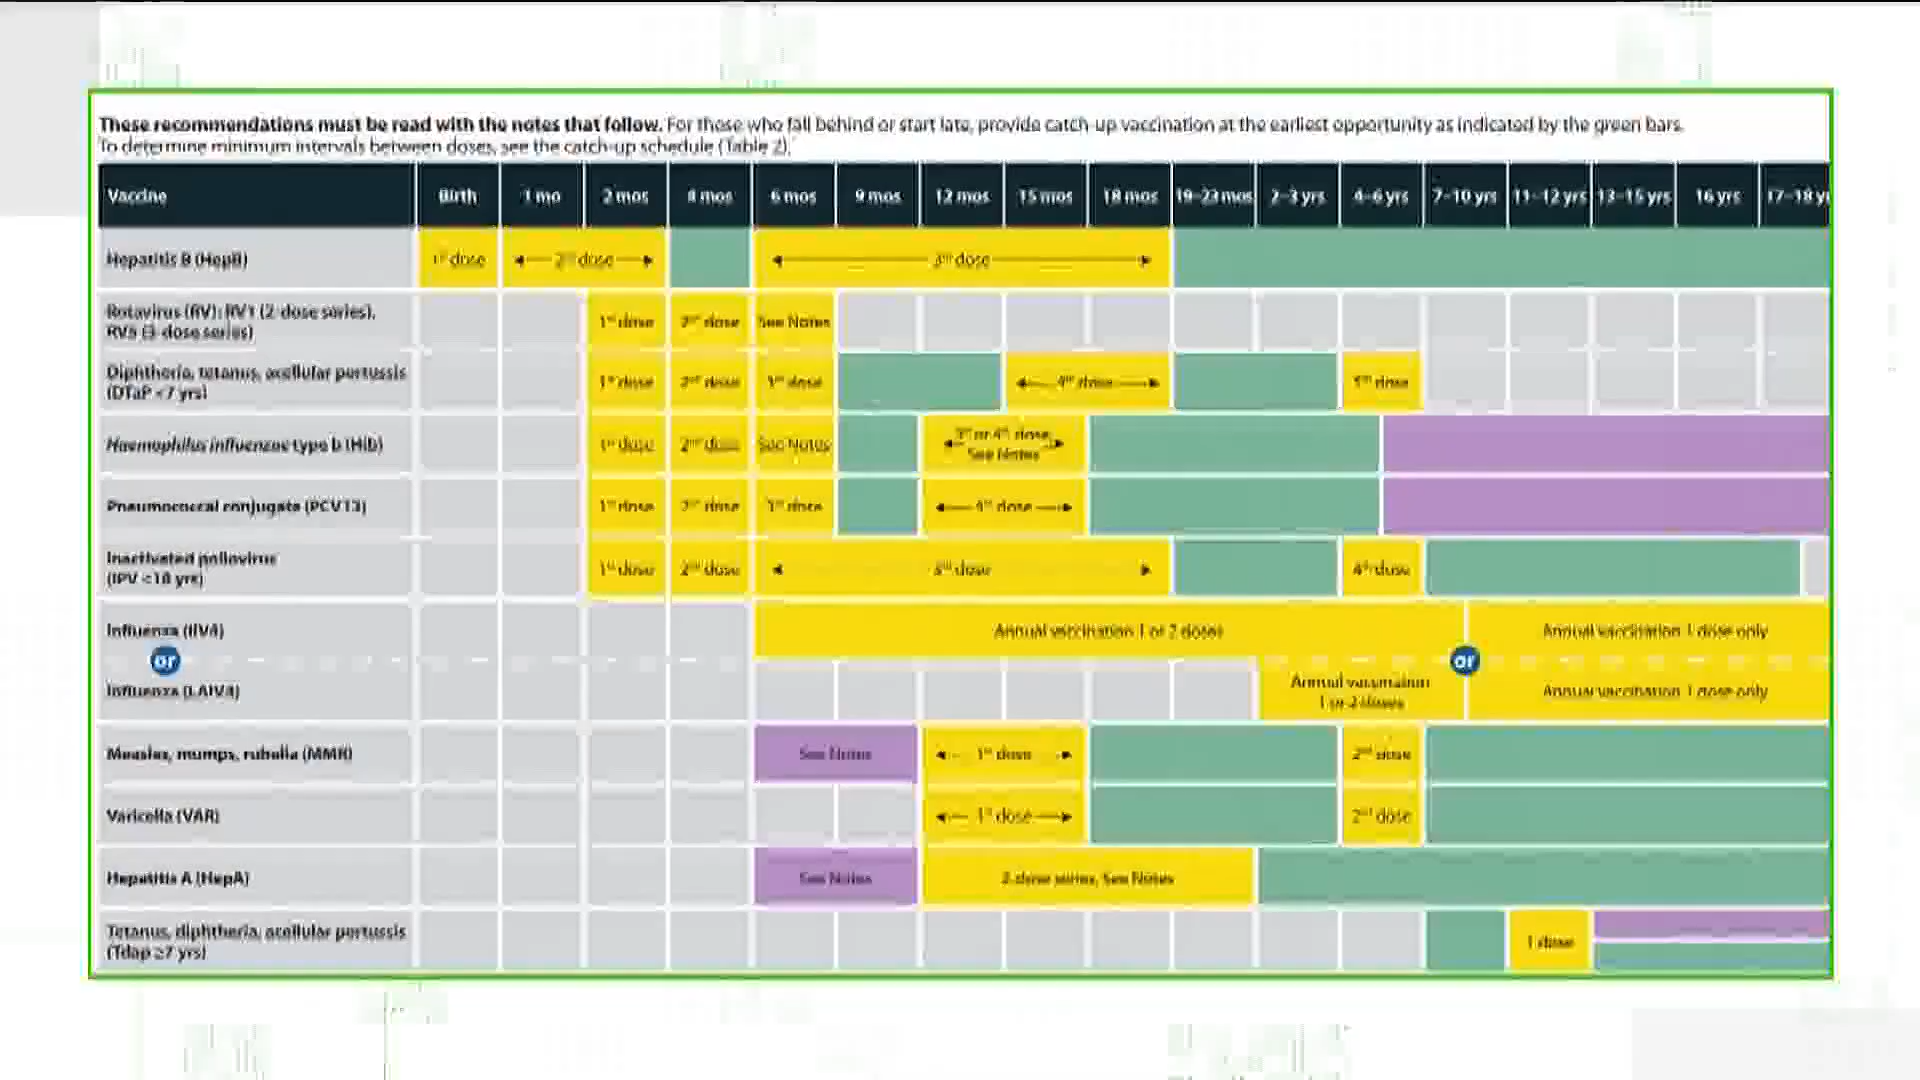 These recommendations must be read with the notes that follow. For those who fall behind or start late, provide catch-up vaccination at the earliest opportunity as indicated by the green bars.
To determine minimum intervals between doses, see the catch-up schedule (Table 2).
Vaccine Birth 1 mo 2 mos 4 mos 6 mos 9 mos 12 mos 15 mos 18 mos 19–23 mos 2–3 yrs 4–6 yrs 7–10 yrs 11–12 yrs 13–15 yrs 16 yrs 17–18 y
Hepatitis B (HepB) 1st dose 2nd dose 3rd dose
Rotavirus (RV): RV1 (2-dose series),
RV5 (3-dose series) 1st dose 2nd dose See Notes
Diphtheria, tetanus, acellular pertussis
(DTaP <7 yrs) 1st dose 2nd dose 3rd dose 4th dose 5th dose
Haemophilus influenzae type b (Hib) 1st dose 2nd dose See Notes 3rd or 4th dose,
See Notes
Pneumococcal conjugate (PCV13) 1st dose 2nd dose 3rd dose 4th dose
Inactivated poliovirus
(IPV <18 yrs) 1st dose 2nd dose 3rd dose 4th dose
Influenza (IIV4) Annual vaccination 1 or 2 doses Annual vaccination 1 dose only
or or
Influenza (LAIV4) Annual vaccination
1 or 2 doses Annual vaccination 1 dose only
Measles, mumps, rubella (MMR) See Notes 1st dose 2nd dose
Varicella (VAR) 1st dose 2nd dose
Hepatitis A (HepA) See Notes 2-dose series, See Notes
Tetanus, diphtheria, acellular pertussis
(Tdap ≥7 yrs) 1 dose